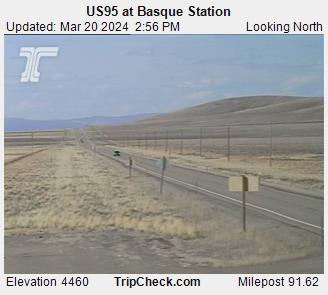 US95 at Basque Station
Updated: Mar 20 2024 2:56 PM Looking North
Elevation 4460 TripCheck.com Milepost 91.62